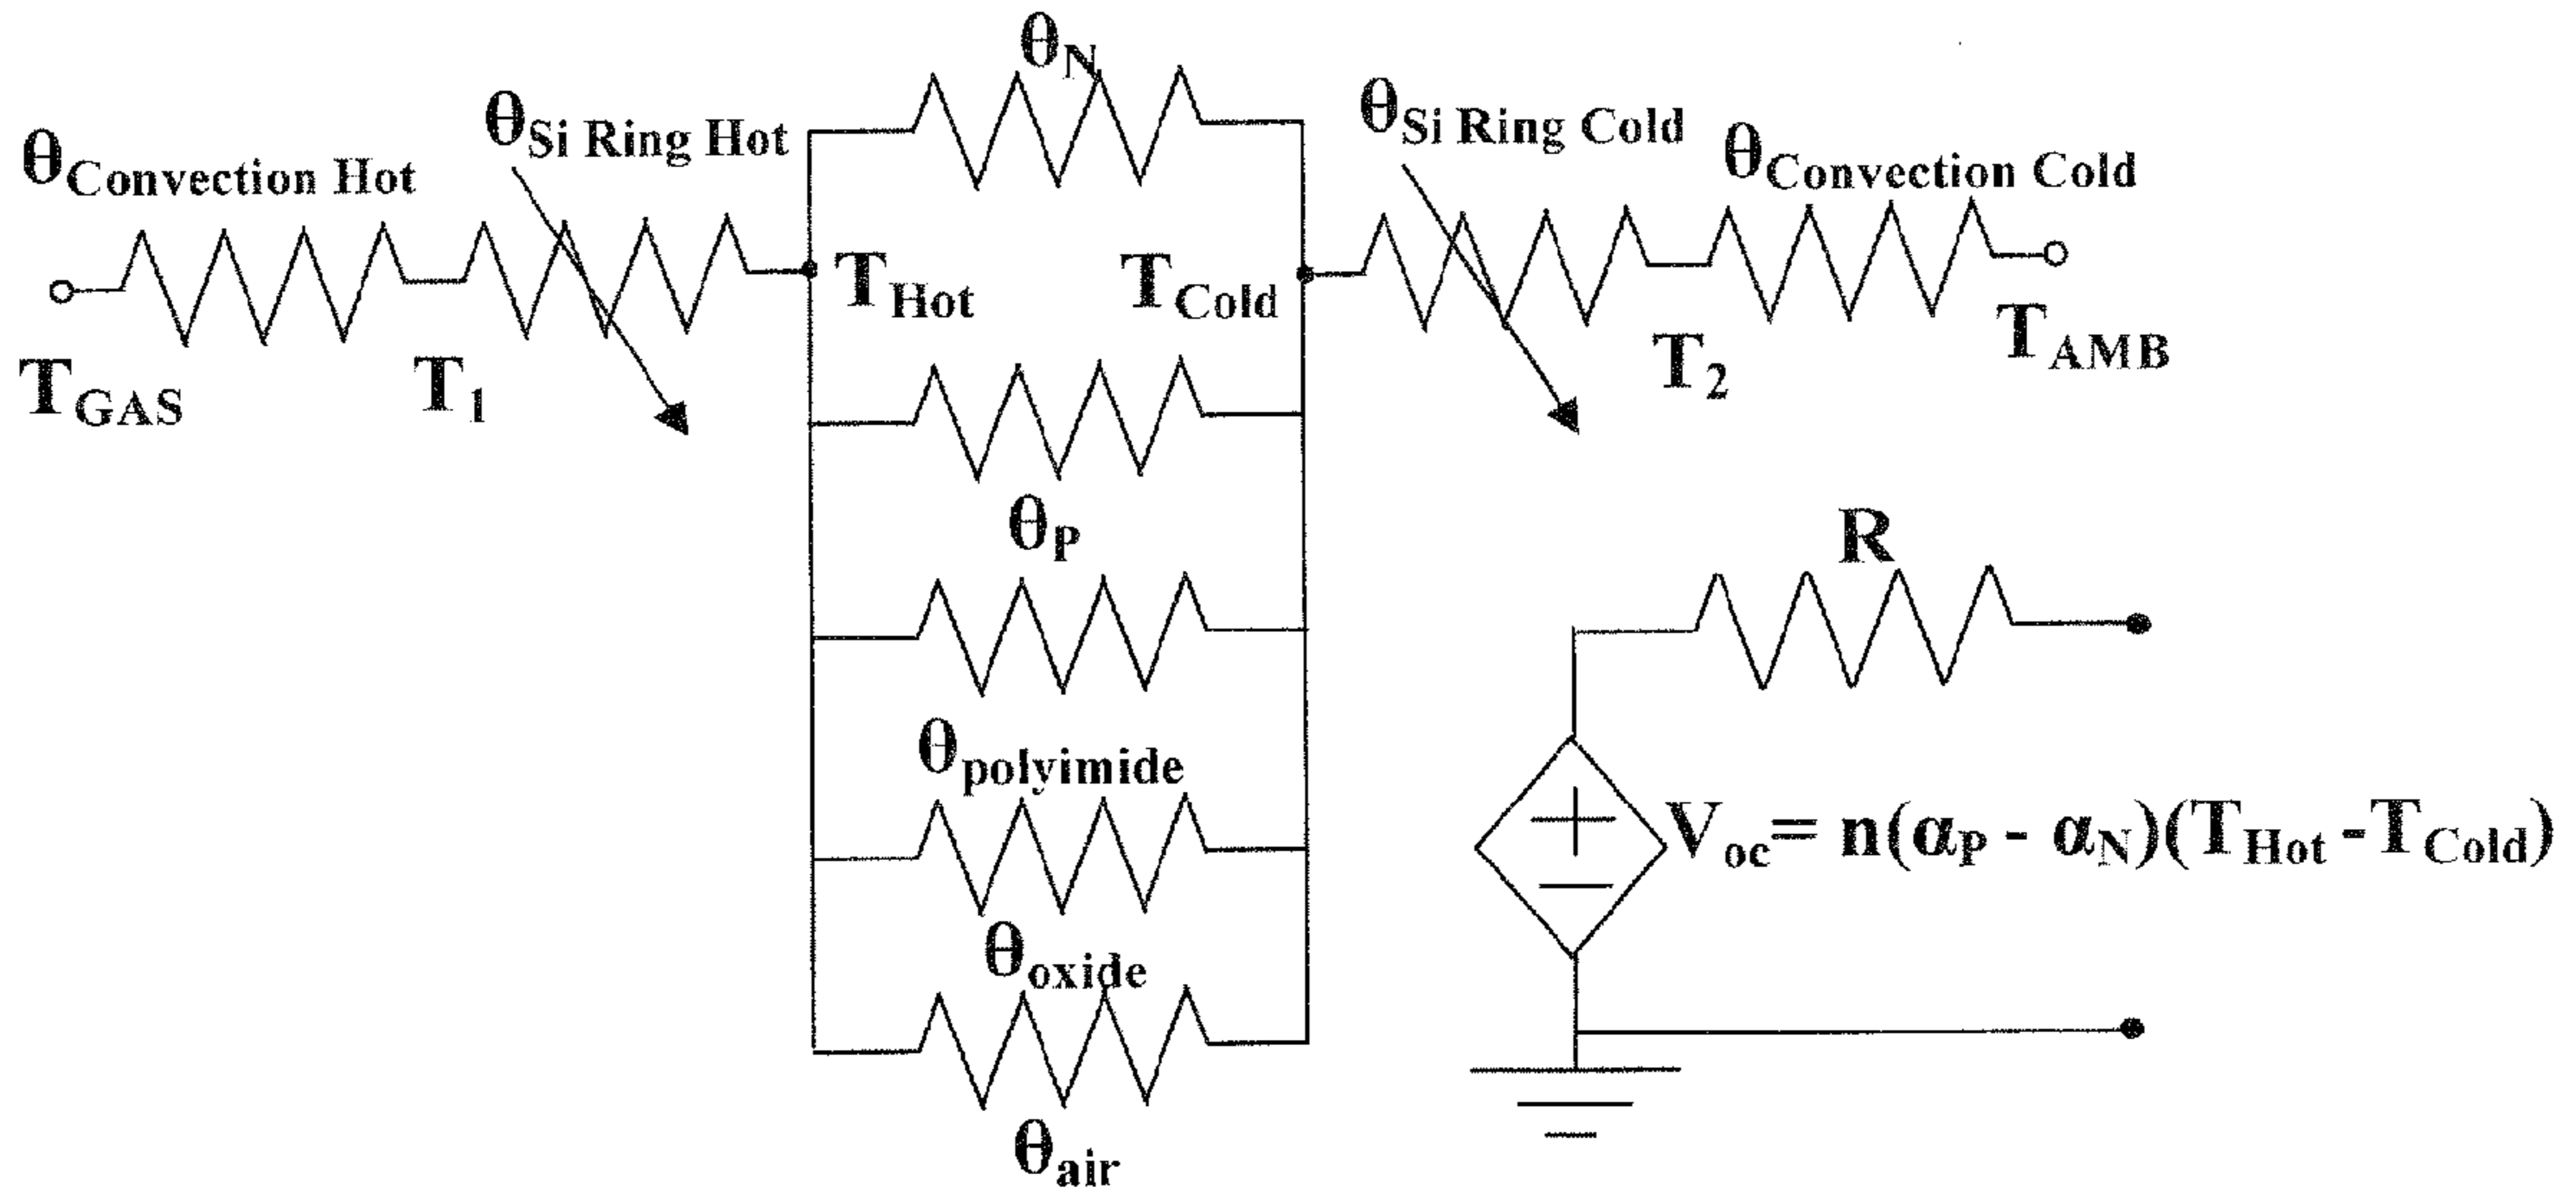 θN
θSi Ring Hot
θSi Ring Cold
θConvection Hot
θConvection Cold
THot
TCold
TGAS
T1
T2
TAMB
θP
R
θpolyimide
Voc= n(αP - αN)(THot -TCold)
θoxide
θair